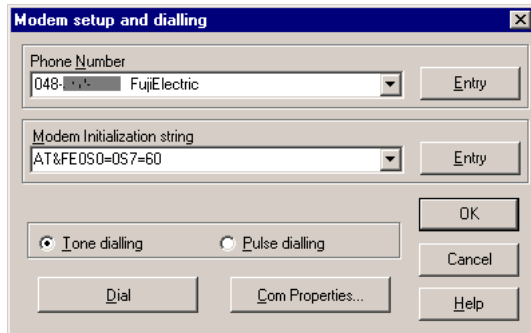 Modem setup and dialling
Phone Number
048- FujiElectric
Entry
Modem Initialization string
AT&FE0S0=0S7=60
Entry
OK
Tone dialling
Pulse dialling
Cancel
Dial
Com Properties...
Help